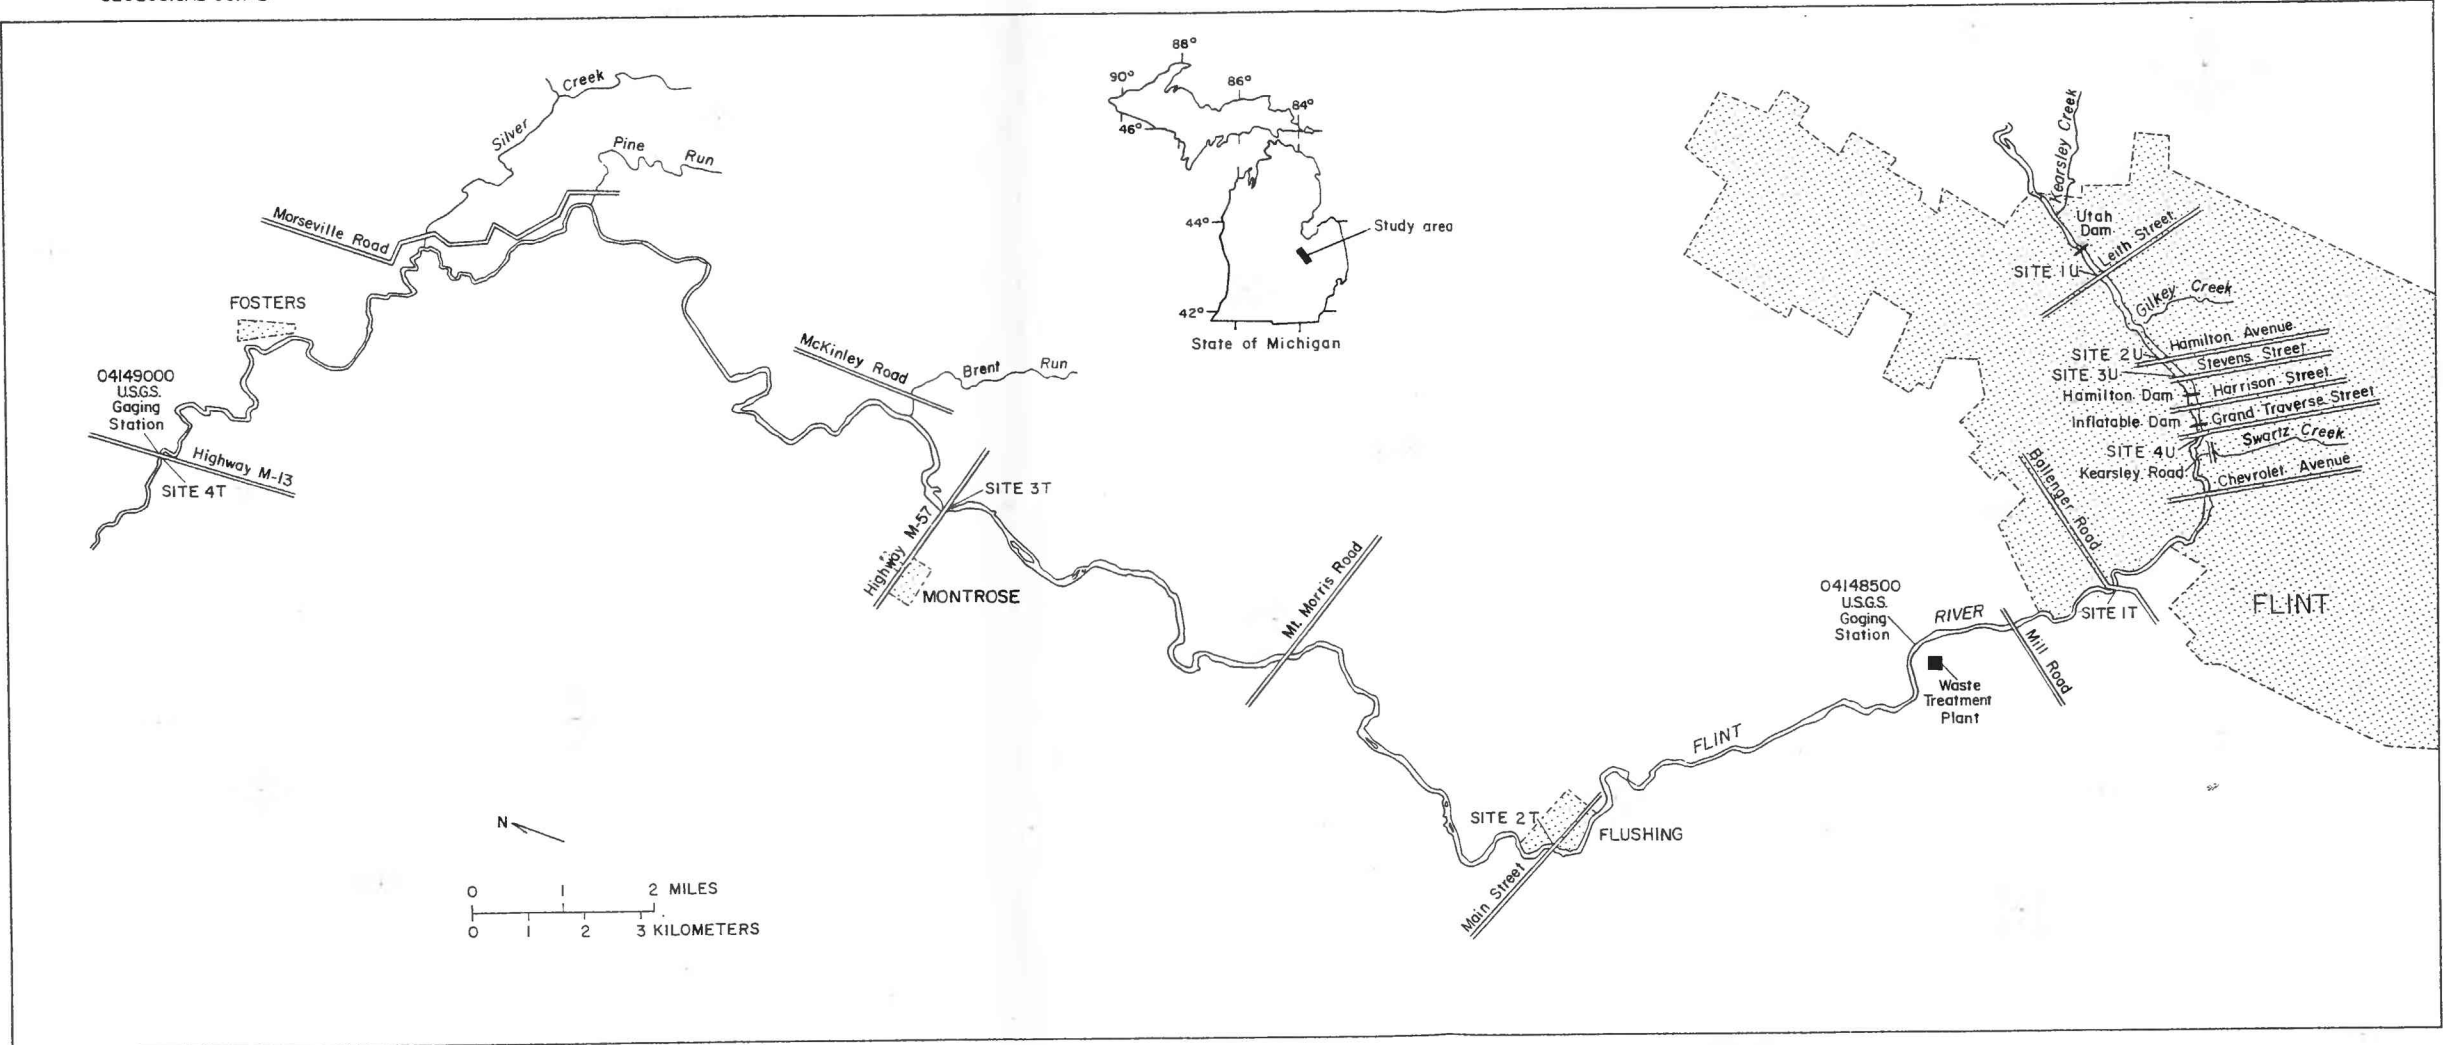 Silver Creek
Pine Run
Morseville Road
FOSTERS
04149000
U.S.G.S.
Gaging
Station
Highway M-13
SITE 4T
McKinley Road
Brent Run
SITE 3T
Highway M-57
MONTROSE
Mt. Morris Road
88°
90°
86°
84°
46°
44°
42°
Study area
State of Michigan
Kearsley Creek
Utah
Dam
Leith Street
SITE 1U
Gilkey Creek
Hamilton Avenue
SITE 2U
Stevens Street
SITE 3U
Harrison Street
Hamilton Dam
Grand Traverse Street
Inflatable Dam
Swartz Creek
SITE 4U
Kearsley Road
Chevrolet Avenue
Ballenger Road
FLINT
SITE 1T
04148500
U.S.G.S.
Goging
Station
RIVER
Mill Road
Waste
Treatment
Plant
FLINT
SITE 2T
FLUSHING
Main Street
N
0 1 2 MILES
0 1 2 3 KILOMETERS